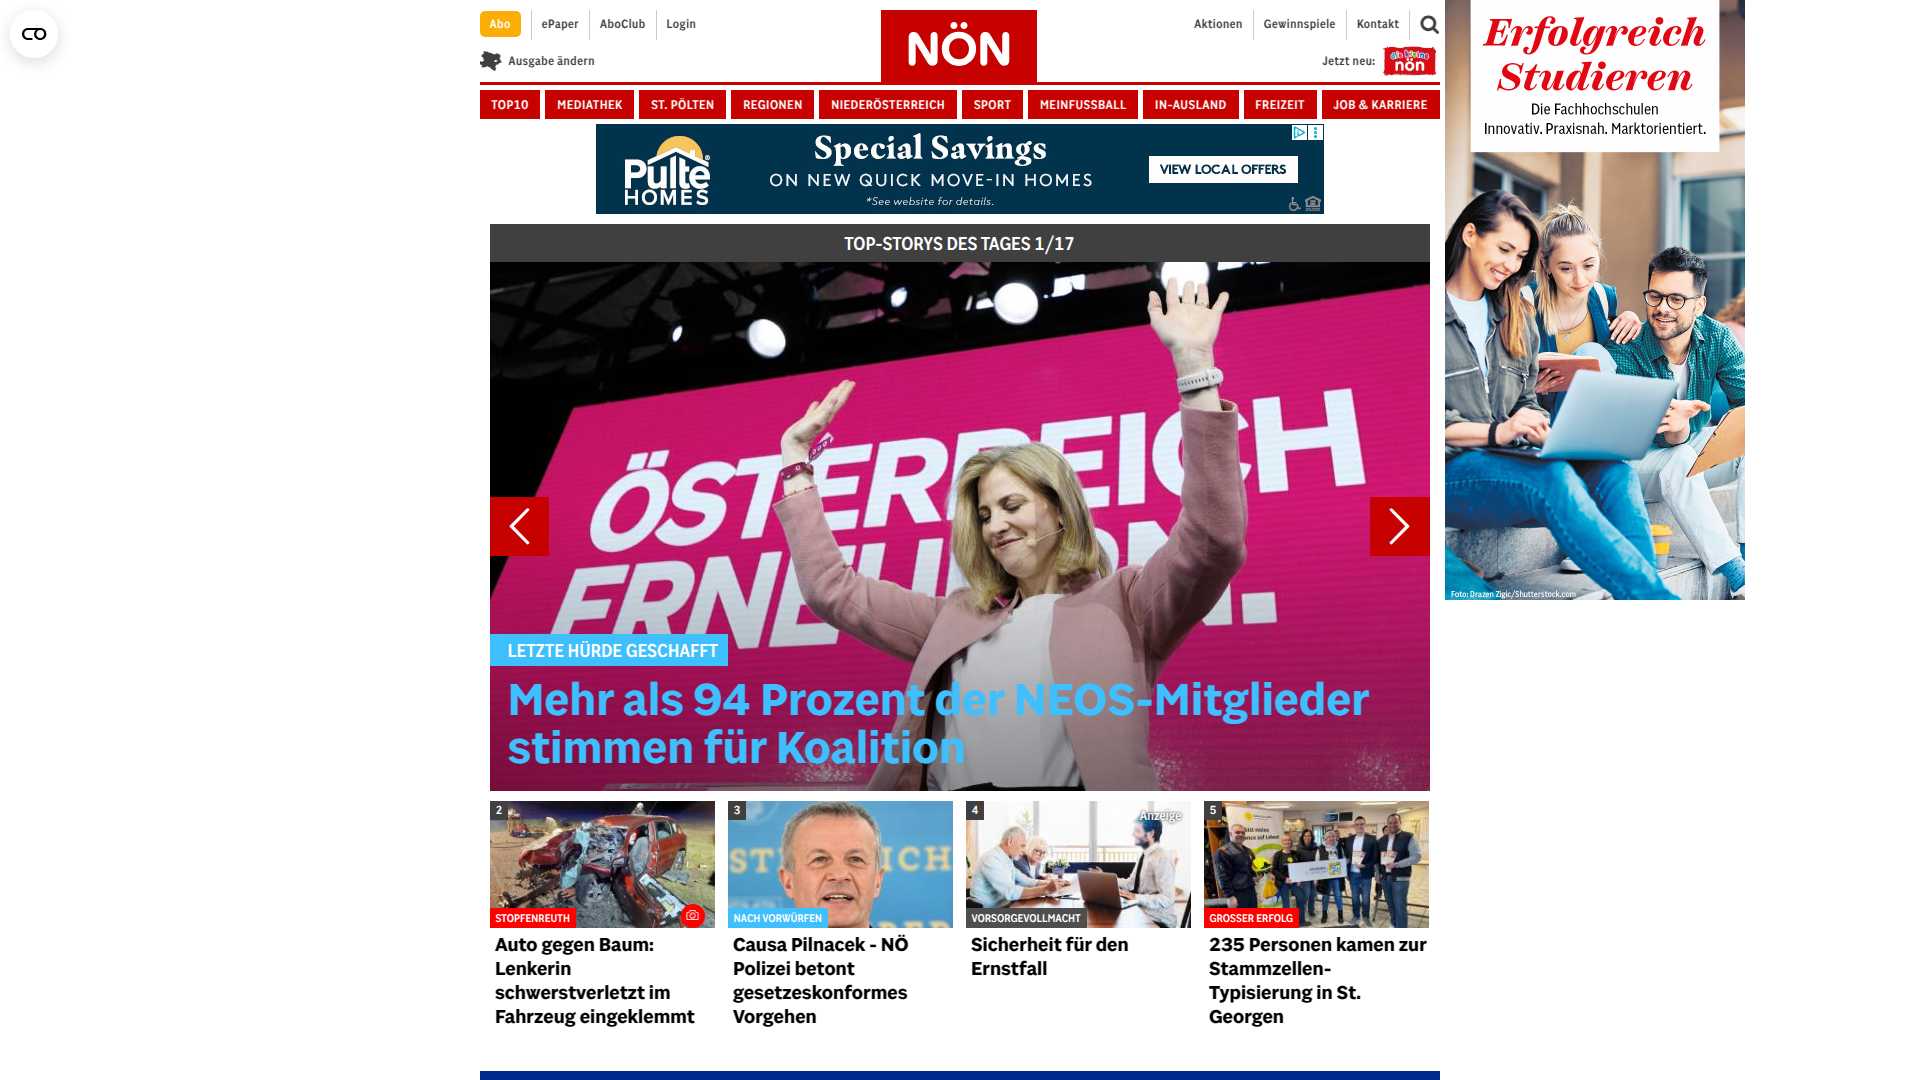 Abo
ePaper
AboClub
Login
NÖN
Aktionen
Gewinnspiele
Kontakt
Ausgabe ändern
Jetzt neu:
die kleine
nön
TOP10
MEDIATHEK
ST. PÖLTEN
REGIONEN
NIEDERÖSTERREICH
SPORT
MEINFUSSBALL
IN-AUSLAND
FREIZEIT
JOB & KARRIERE
Pulte
HOMES
Special Savings
ON NEW QUICK MOVE-IN HOMES
*See website for details.
VIEW LOCAL OFFERS
Erfolgreich
Studieren
Die Fachhochschulen
Innovativ. Praxisnah. Marktorientiert.
Foto: Drazen Zigic/Shutterstock.com
TOP-STORYS DES TAGES 1/17
ÖSTERREICH
LETZTE HÜRDE GESCHAFFT
Mehr als 94 Prozent der NEOS-Mitglieder
stimmen für Koalition
2
STOPFENREUTH
Auto gegen Baum:
Lenkerin
schwerstverletzt im
Fahrzeug eingeklemmt
3
NACH VORWÜRFEN
Causa Pilnacek - NÖ
Polizei betont
gesetzeskonformes
Vorgehen
4
Anzeige
VORSORGEVOLLMACHT
Sicherheit für den
Ernstfall
5
GROSSER ERFOLG
235 Personen kamen zur
Stammzellen-
Typisierung in St.
Georgen